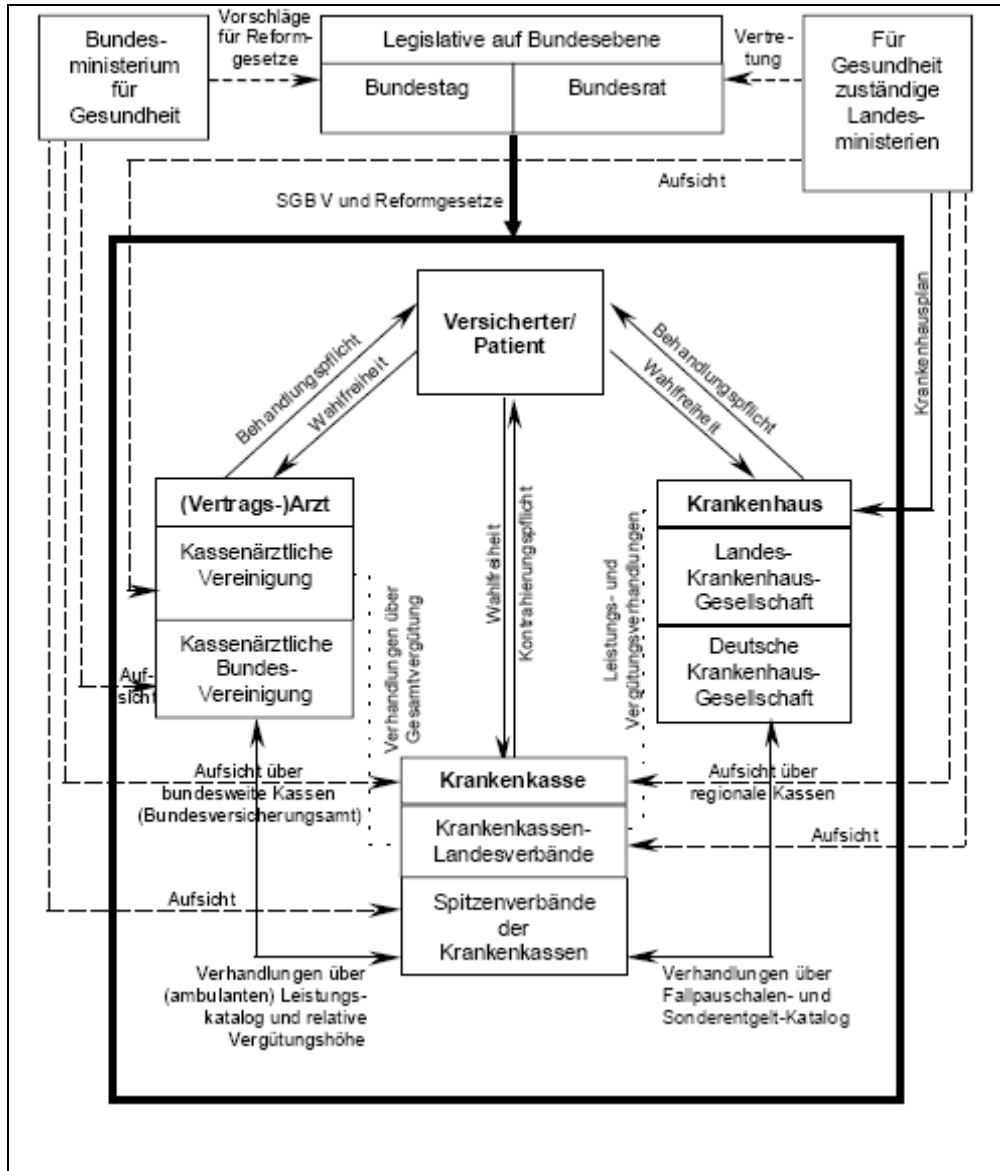 Bundes-
ministerium
für
Gesundheit
Vorschläge
für Reform-
gesetze
Legislative auf Bundesebene
Bundestag
Bundesrat
Vertre-
tung
Für
Gesundheit
zuständige
Landes-
ministerien
Aufsicht
SGB V und Reformgesetze
Krankenhausplan
Versicherter/
Patient
Behandlungspflicht
Wahlfreiheit
Behandlungspflicht
Wahlfreiheit
(Vertrags-)Arzt
Kassenärztliche
Vereinigung
Kassenärztliche
Bundes-
Vereinigung
Auf-
sicht
Verhandlungen über
Gesamtvergütung
Wahlfreiheit
Kontrahierungspflicht
Leistungs- und
Vergütungsverhandlungen
Krankenhaus
Landes-
Krankenhaus-
Gesellschaft
Deutsche
Krankenhaus-
Gesellschaft
Aufsicht über
bundesweite Kassen
(Bundesversicherungsamt)
Krankenkasse
Krankenkassen-
Landesverbände
Spitzenverbände
der
Krankenkassen
Aufsicht über
regionale Kassen
Aufsicht
Aufsicht
Verhandlungen über
(ambulanten) Leistungs-
katalog und relative
Vergütungshöhe
Verhandlungen über
Fallpauschalen- und
Sonderentgelt-Katalog